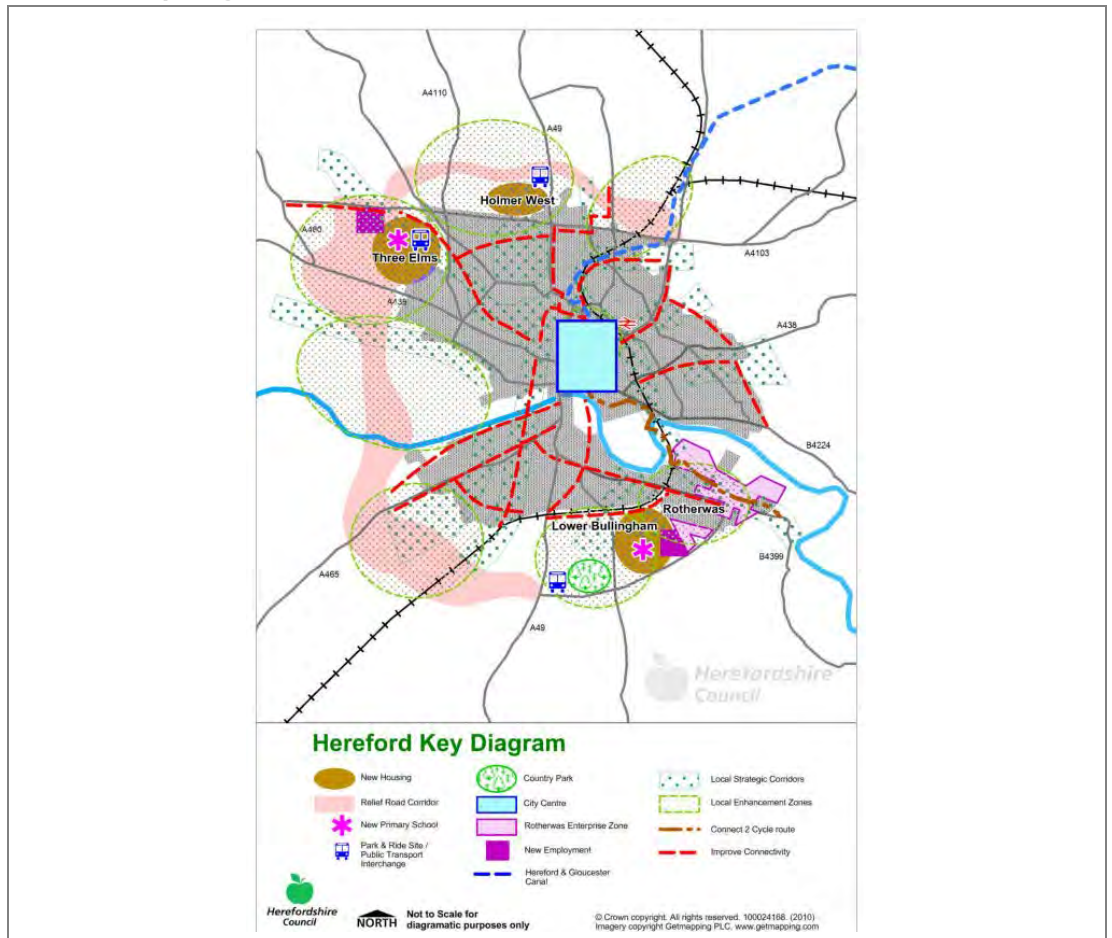 A4110
A49
Holmer West
A480
Three Elms
A4103
A438
A438
B4224
Rotherwas
Lower Bullingham
B4399
A465
A49
Herefordshire
Council
Hereford Key Diagram
New Housing
Relief Road Corridor
New Primary School
Park & Ride Site /
Public Transport
Interchange
Country Park
City Centre
Rotherwas Enterprise Zone
New Employment
Hereford & Gloucester
Canal
Local Strategic Corridors
Local Enhancement Zones
Connect 2 Cycle route
Improve Connectivity
Herefordshire
Council
NORTH
Not to Scale for
diagramatic purposes only
© Crown copyright. All rights reserved. 100024168. (2010)
Imagery copyright Getmapping PLC. www.getmapping.com